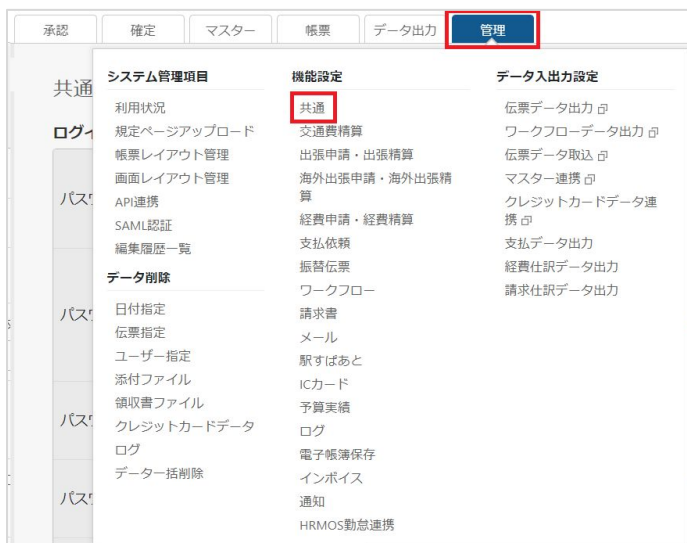 承認 確定 マスター 帳票 データ出力 管理
共通
ログイ
パスワ
パスワ
パスワ
パスワ
システム管理項目
利用状況
規定ページアップロード
帳票レイアウト管理
画面レイアウト管理
API連携
SAML認証
編集履歴一覧
データ削除
日付指定
伝票指定
ユーザー指定
添付ファイル
領収書ファイル
クレジットカードデータ
ログ
データ一括削除
機能設定
共通
交通費精算
出張申請・出張精算
海外出張申請・海外出張精
算
経費申請・経費精算
支払依頼
振替伝票
ワークフロー
請求書
メール
駅すぱあと
ICカード
予算実績
ログ
電子帳簿保存
インボイス
通知
HRMOS勤怠連携
データ入出力設定
伝票データ出力
ワークフローデータ出力
伝票データ取込
マスター連携
クレジットカードデータ連
携
支払データ出力
経費仕訳データ出力
請求仕訳データ出力